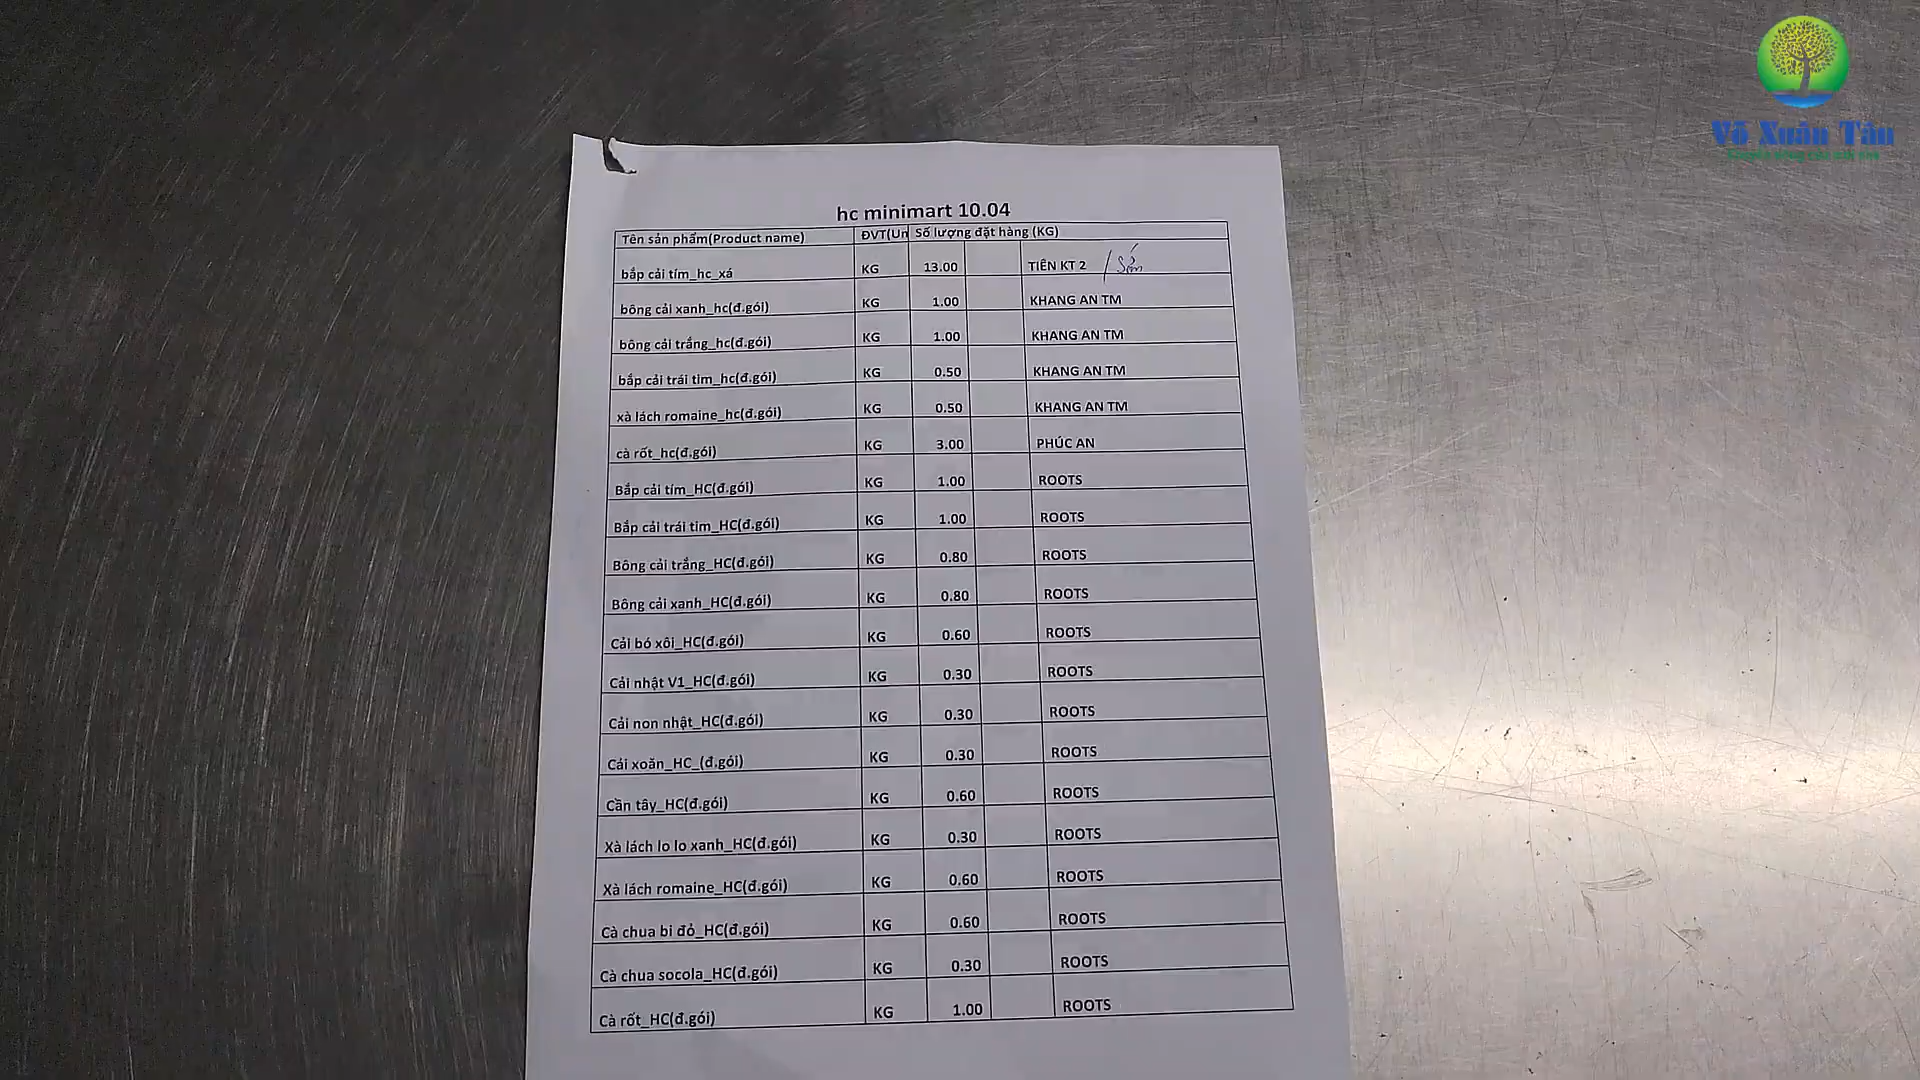 Võ Xuân Tân
hc minimart 10.04
Tên sản phẩm(Product name) ĐVT(Un Số lượng đặt hàng (KG)
bắp cải tím_hc_xá KG 13.00 TIÊN KT 2
bông cải xanh_hc(đ.gói) KG 1.00 KHANG AN TM
bông cải trắng_hc(đ.gói) KG 1.00 KHANG AN TM
bắp cải trái tim_hc(đ.gói) KG 0.50 KHANG AN TM
xà lách romaine_hc(đ.gói) KG 0.50 KHANG AN TM
cà rốt_hc(đ.gói) KG 3.00 PHÚC AN
Bắp cải tím_HC(đ.gói) KG 1.00 ROOTS
Bắp cải trái tim_HC(đ.gói) KG 1.00 ROOTS
Bông cải trắng_HC(đ.gói) KG 0.80 ROOTS
Bông cải xanh_HC(đ.gói) KG 0.80 ROOTS
Cải bó xôi_HC(đ.gói) KG 0.60 ROOTS
Cải nhật V1_HC(đ.gói) KG 0.30 ROOTS
Cải non nhật_HC(đ.gói) KG 0.30 ROOTS
Cải xoăn_HC_(đ.gói) KG 0.30 ROOTS
Cần tây_HC(đ.gói) KG 0.60 ROOTS
Xà lách lo lo xanh_HC(đ.gói) KG 0.30 ROOTS
Xà lách romaine_HC(đ.gói) KG 0.60 ROOTS
Cà chua bi đỏ_HC(đ.gói) KG 0.60 ROOTS
Cà chua socola_HC(đ.gói) KG 0.30 ROOTS
Cà rốt_HC(đ.gói) KG 1.00 ROOTS